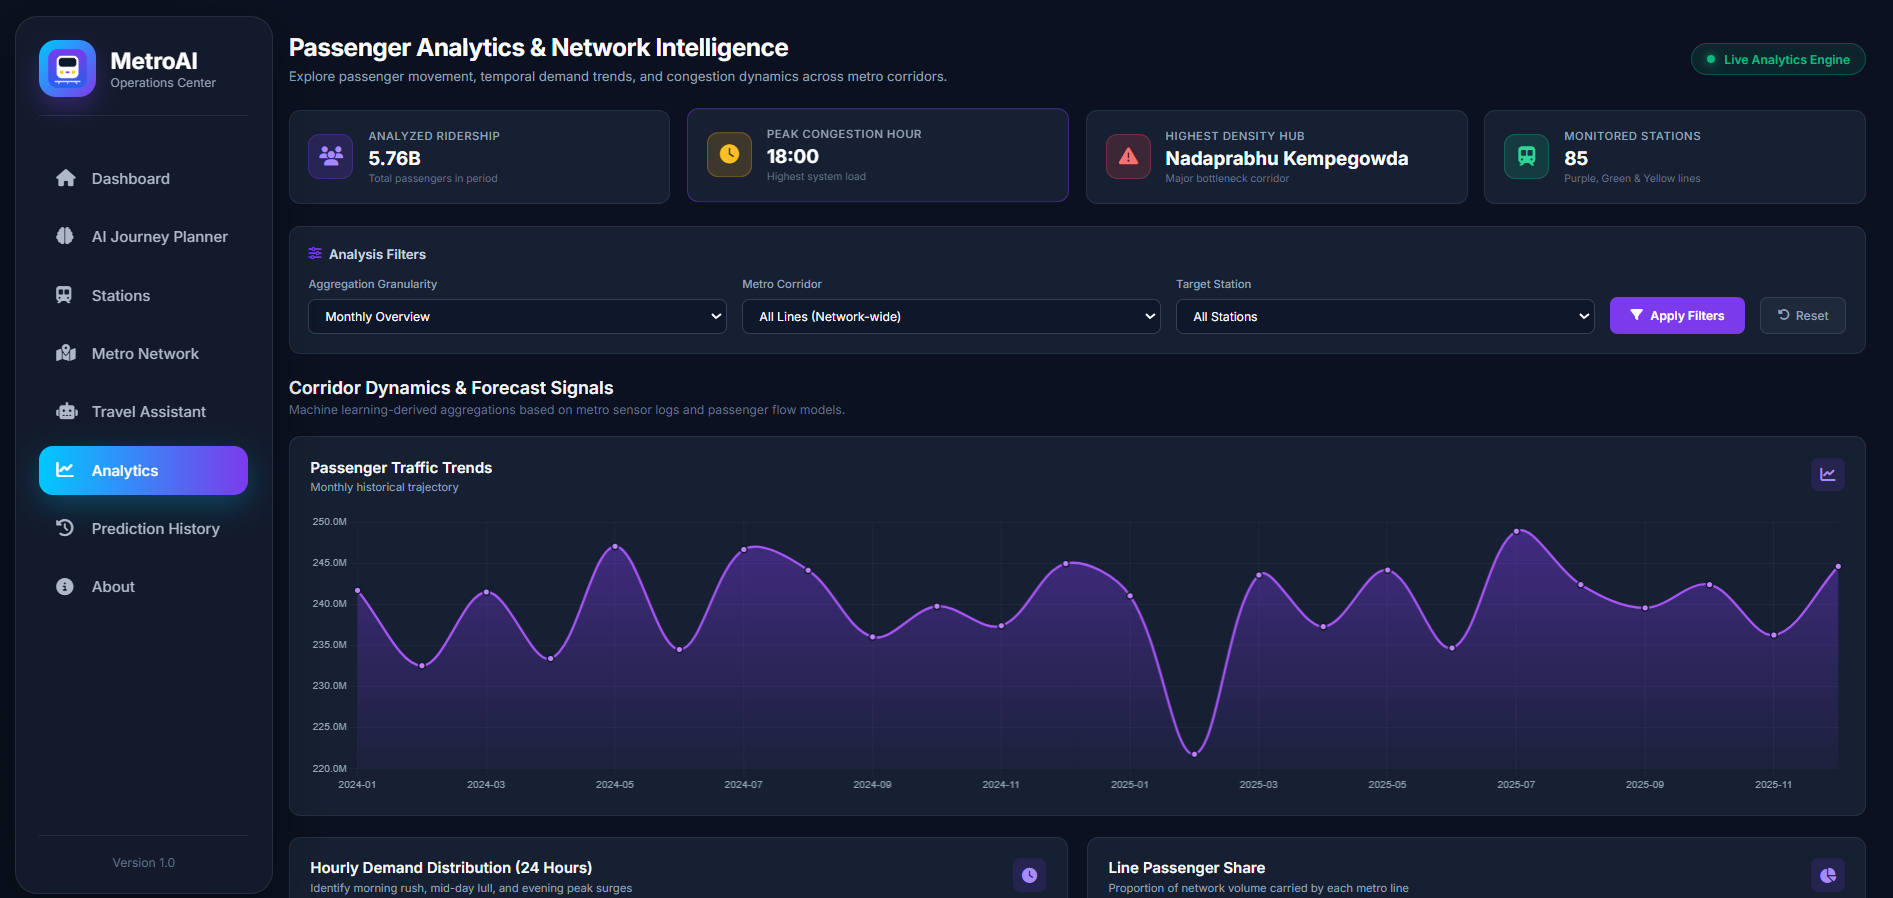 MetroAI
Operations Center
Dashboard
AI Journey Planner
Stations
Metro Network
Travel Assistant
Analytics
Prediction History
About
Version 1.0
Passenger Analytics & Network Intelligence
Explore passenger movement, temporal demand trends, and congestion dynamics across metro corridors.
Live Analytics Engine
ANALYZED RIDERSHIP
5.76B
Total passengers in period
PEAK CONGESTION HOUR
18:00
Highest system load
HIGHEST DENSITY HUB
Nadaprabhu Kempegowda
Major bottleneck corridor
MONITORED STATIONS
85
Purple, Green & Yellow lines
Analysis Filters
Aggregation Granularity
Monthly Overview
Metro Corridor
All Lines (Network-wide)
Target Station
All Stations
Apply Filters
Reset
Corridor Dynamics & Forecast Signals
Machine learning-derived aggregations based on metro sensor logs and passenger flow models.
Passenger Traffic Trends
Monthly historical trajectory
250.0M
245.0M
240.0M
235.0M
230.0M
225.0M
220.0M
2024-01 2024-03 2024-05 2024-07 2024-09 2024-11 2025-01 2025-03 2025-05 2025-07 2025-09 2025-11
Hourly Demand Distribution (24 Hours)
Identify morning rush, mid-day lull, and evening peak surges
Line Passenger Share
Proportion of network volume carried by each metro line